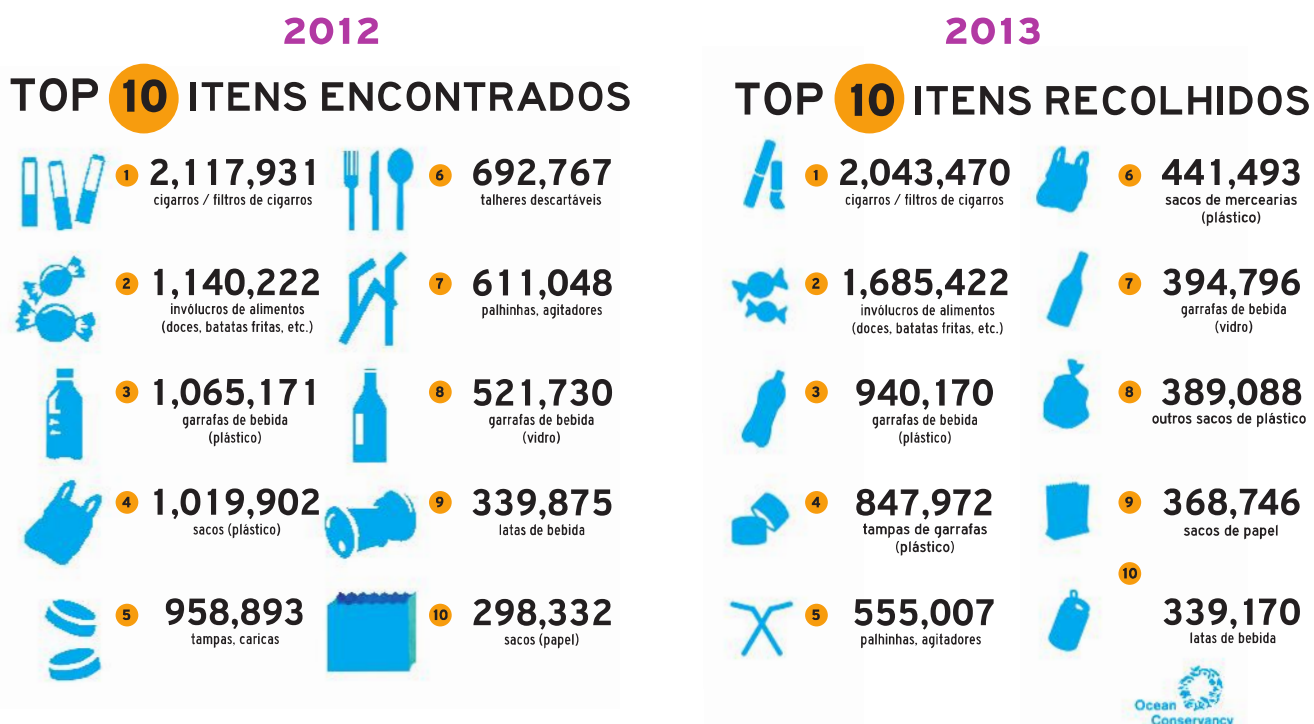 2012
TOP 10 ITENS ENCONTRADOS
1 2,117,931
cigarros / filtros de cigarros
2 1,140,222
invólucros de alimentos
(doces, batatas fritas, etc.)
3 1,065,171
garrafas de bebida
(plástico)
4 1,019,902
sacos (plástico)
5 958,893
tampas, caricas
6 692,767
talheres descartáveis
7 611,048
palhinhas, agitadores
8 521,730
garrafas de bebida
(vidro)
9 339,875
latas de bebida
10 298,332
sacos (papel)
2013
TOP 10 ITENS RECOLHIDOS
1 2,043,470
cigarros / filtros de cigarros
2 1,685,422
invólucros de alimentos
(doces, batatas fritas, etc.)
3 940,170
garrafas de bebida
(plástico)
4 847,972
tampas de garrafas
(plástico)
5 555,007
palhinhas, agitadores
6 441,493
sacos de mercearias
(plástico)
7 394,796
garrafas de bebida
(vidro)
8 389,088
outros sacos de plástico
9 368,746
sacos de papel
10
339,170
latas de bebida
Ocean
Conservancy